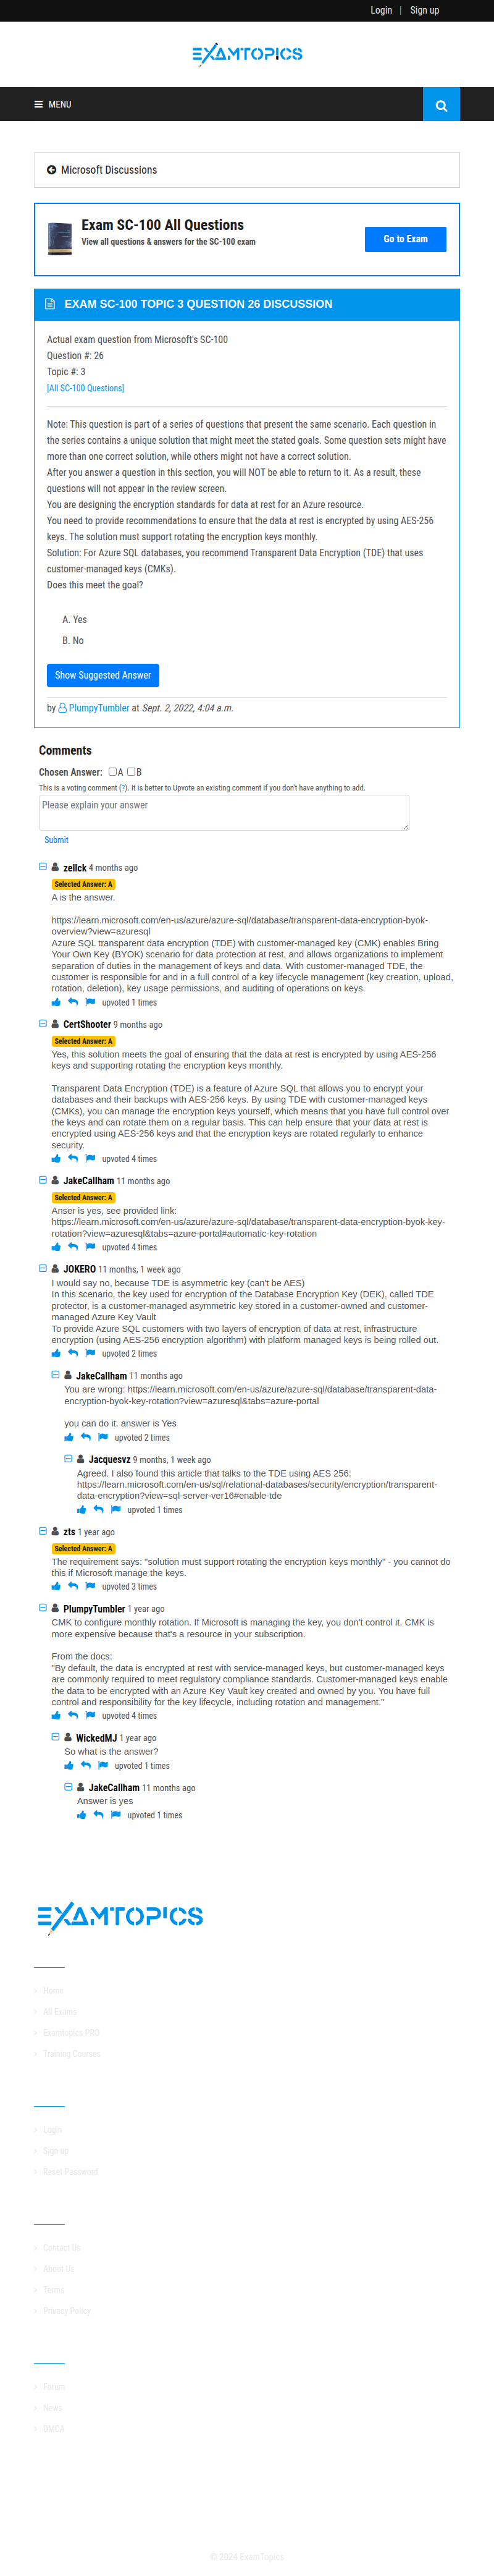 Login | Sign up
EXAMTOPICS
MENU
Microsoft Discussions
Exam SC-100 All Questions
View all questions & answers for the SC-100 exam
Go to Exam
EXAM SC-100 TOPIC 3 QUESTION 26 DISCUSSION
Actual exam question from Microsoft's SC-100
Question #: 26
Topic #: 3
[All SC-100 Questions]
Note: This question is part of a series of questions that present the same scenario. Each question in
the series contains a unique solution that might meet the stated goals. Some question sets might have
more than one correct solution, while others might not have a correct solution.
After you answer a question in this section, you will NOT be able to return to it. As a result, these
questions will not appear in the review screen.
You are designing the encryption standards for data at rest for an Azure resource.
You need to provide recommendations to ensure that the data at rest is encrypted by using AES-256
keys. The solution must support rotating the encryption keys monthly.
Solution: For Azure SQL databases, you recommend Transparent Data Encryption (TDE) that uses
customer-managed keys (CMKs).
Does this meet the goal?
A. Yes
B. No
Show Suggested Answer
by PlumpyTumbler at Sept. 2, 2022, 4:04 a.m.
Comments
Chosen Answer: A B
This is a voting comment (?). It is better to Upvote an existing comment if you don't have anything to add.
Please explain your answer
Submit
zellck 4 months ago
Selected Answer: A
A is the answer.
https://learn.microsoft.com/en-us/azure/azure-sql/database/transparent-data-encryption-byok-
overview?view=azuresql
Azure SQL transparent data encryption (TDE) with customer-managed key (CMK) enables Bring
Your Own Key (BYOK) scenario for data protection at rest, and allows organizations to implement
separation of duties in the management of keys and data. With customer-managed TDE, the
customer is responsible for and in a full control of a key lifecycle management (key creation, upload,
rotation, deletion), key usage permissions, and auditing of operations on keys.
upvoted 1 times
CertShooter 9 months ago
Selected Answer: A
Yes, this solution meets the goal of ensuring that the data at rest is encrypted by using AES-256
keys and supporting rotating the encryption keys monthly.
Transparent Data Encryption (TDE) is a feature of Azure SQL that allows you to encrypt your
databases and their backups with AES-256 keys. By using TDE with customer-managed keys
(CMKs), you can manage the encryption keys yourself, which means that you have full control over
the keys and can rotate them on a regular basis. This can help ensure that your data at rest is
encrypted using AES-256 keys and that the encryption keys are rotated regularly to enhance
security.
upvoted 4 times
JakeCallham 11 months ago
Selected Answer: A
Anser is yes, see provided link:
https://learn.microsoft.com/en-us/azure/azure-sql/database/transparent-data-encryption-byok-key-
rotation?view=azuresql&tabs=azure-portal#automatic-key-rotation
upvoted 4 times
JOKERO 11 months, 1 week ago
I would say no, because TDE is asymmetric key (can't be AES)
In this scenario, the key used for encryption of the Database Encryption Key (DEK), called TDE
protector, is a customer-managed asymmetric key stored in a customer-owned and customer-
managed Azure Key Vault
To provide Azure SQL customers with two layers of encryption of data at rest, infrastructure
encryption (using AES-256 encryption algorithm) with platform managed keys is being rolled out.
upvoted 2 times
JakeCallham 11 months ago
You are wrong: https://learn.microsoft.com/en-us/azure/azure-sql/database/transparent-data-
encryption-byok-key-rotation?view=azuresql&tabs=azure-portal
you can do it. answer is Yes
upvoted 2 times
Jacquesvz 9 months, 1 week ago
Agreed. I also found this article that talks to the TDE using AES 256:
https://learn.microsoft.com/en-us/sql/relational-databases/security/encryption/transparent-
data-encryption?view=sql-server-ver16#enable-tde
upvoted 1 times
zts 1 year ago
Selected Answer: A
The requirement says: "solution must support rotating the encryption keys monthly" - you cannot do
this if Microsoft manage the keys.
upvoted 3 times
PlumpyTumbler 1 year ago
CMK to configure monthly rotation. If Microsoft is managing the key, you don't control it. CMK is
more expensive because that's a resource in your subscription.
From the docs:
"By default, the data is encrypted at rest with service-managed keys, but customer-managed keys
are commonly required to meet regulatory compliance standards. Customer-managed keys enable
the data to be encrypted with an Azure Key Vault key created and owned by you. You have full
control and responsibility for the key lifecycle, including rotation and management."
upvoted 4 times
WickedMJ 1 year ago
So what is the answer?
upvoted 1 times
JakeCallham 11 months ago
Answer is yes
upvoted 1 times
EXAMTOPICS
Home
All Exams
Examtopics PRO
Training Courses
Login
Sign up
Reset Password
Contact Us
About Us
Terms
Privacy Policy
Forum
News
DMCA
© 2024 ExamTopics